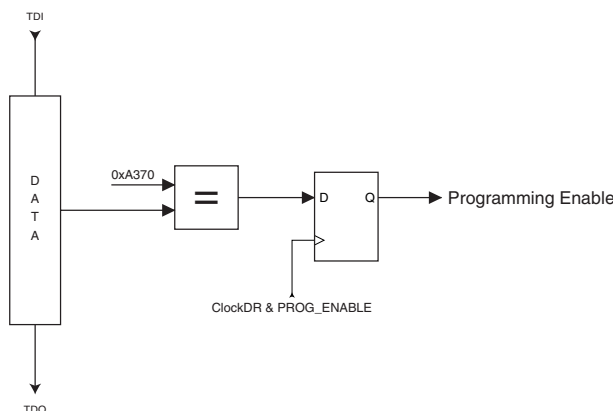 TDI
0xA370
D
A
T
A
=
D
Q
Programming Enable
ClockDR & PROG_ENABLE
TDO